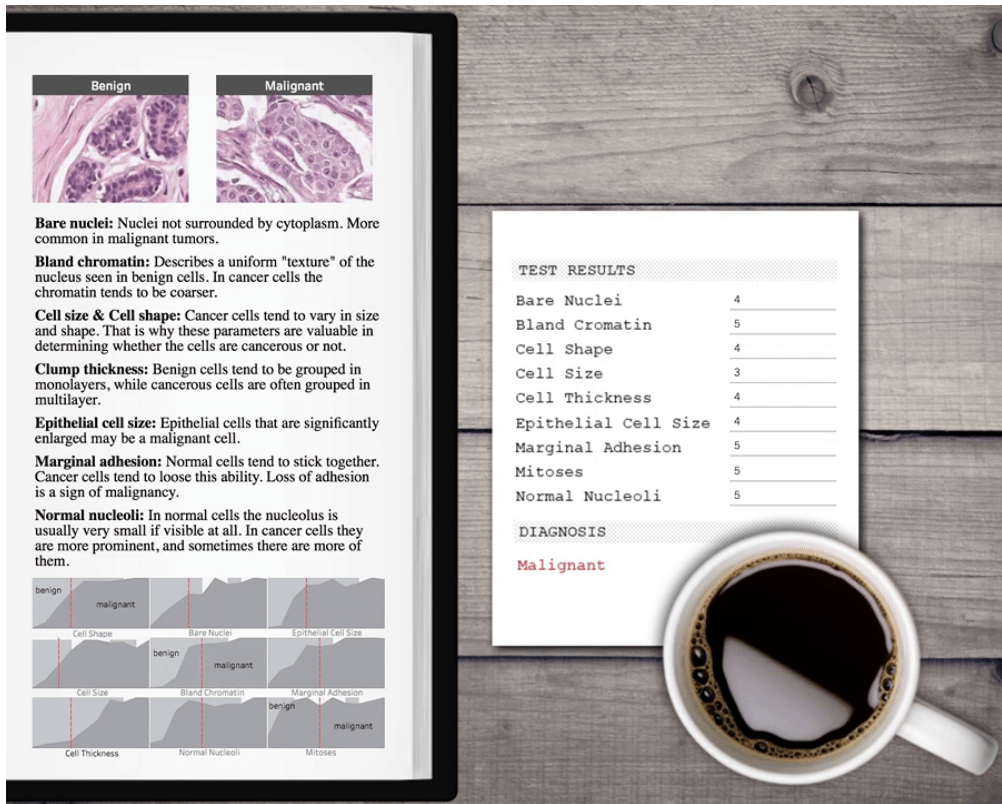 Benign
Malignant
Bare nuclei: Nuclei not surrounded by cytoplasm. More
common in malignant tumors.
Bland chromatin: Describes a uniform "texture" of the
nucleus seen in benign cells. In cancer cells the
chromatin tends to be coarser.
Cell size & Cell shape: Cancer cells tend to vary in size
and shape. That is why these parameters are valuable in
determining whether the cells are cancerous or not.
Clump thickness: Benign cells tend to be grouped in
monolayers, while cancerous cells are often grouped in
multilayer.
Epithelial cell size: Epithelial cells that are significantly
enlarged may be a malignant cell.
Marginal adhesion: Normal cells tend to stick together.
Cancer cells tend to loose this ability. Loss of adhesion
is a sign of malignancy.
Normal nucleoli: In normal cells the nucleolus is
usually very small if visible at all. In cancer cells they
are more prominent, and sometimes there are more of
them.
benign
malignant
Cell Shape
Bare Nuclei
Epithelial Cell Size
benign
malignant
Cell Size
Bland Chromatin
Marginal Adhesion
benign
malignant
Cell Thickness
Normal Nucleoli
Mitoses
TEST RESULTS
Bare Nuclei 4
Bland Cromatin 5
Cell Shape 4
Cell Size 3
Cell Thickness 4
Epithelial Cell Size 4
Marginal Adhesion 5
Mitoses 5
Normal Nucleoli 5
DIAGNOSIS
Malignant